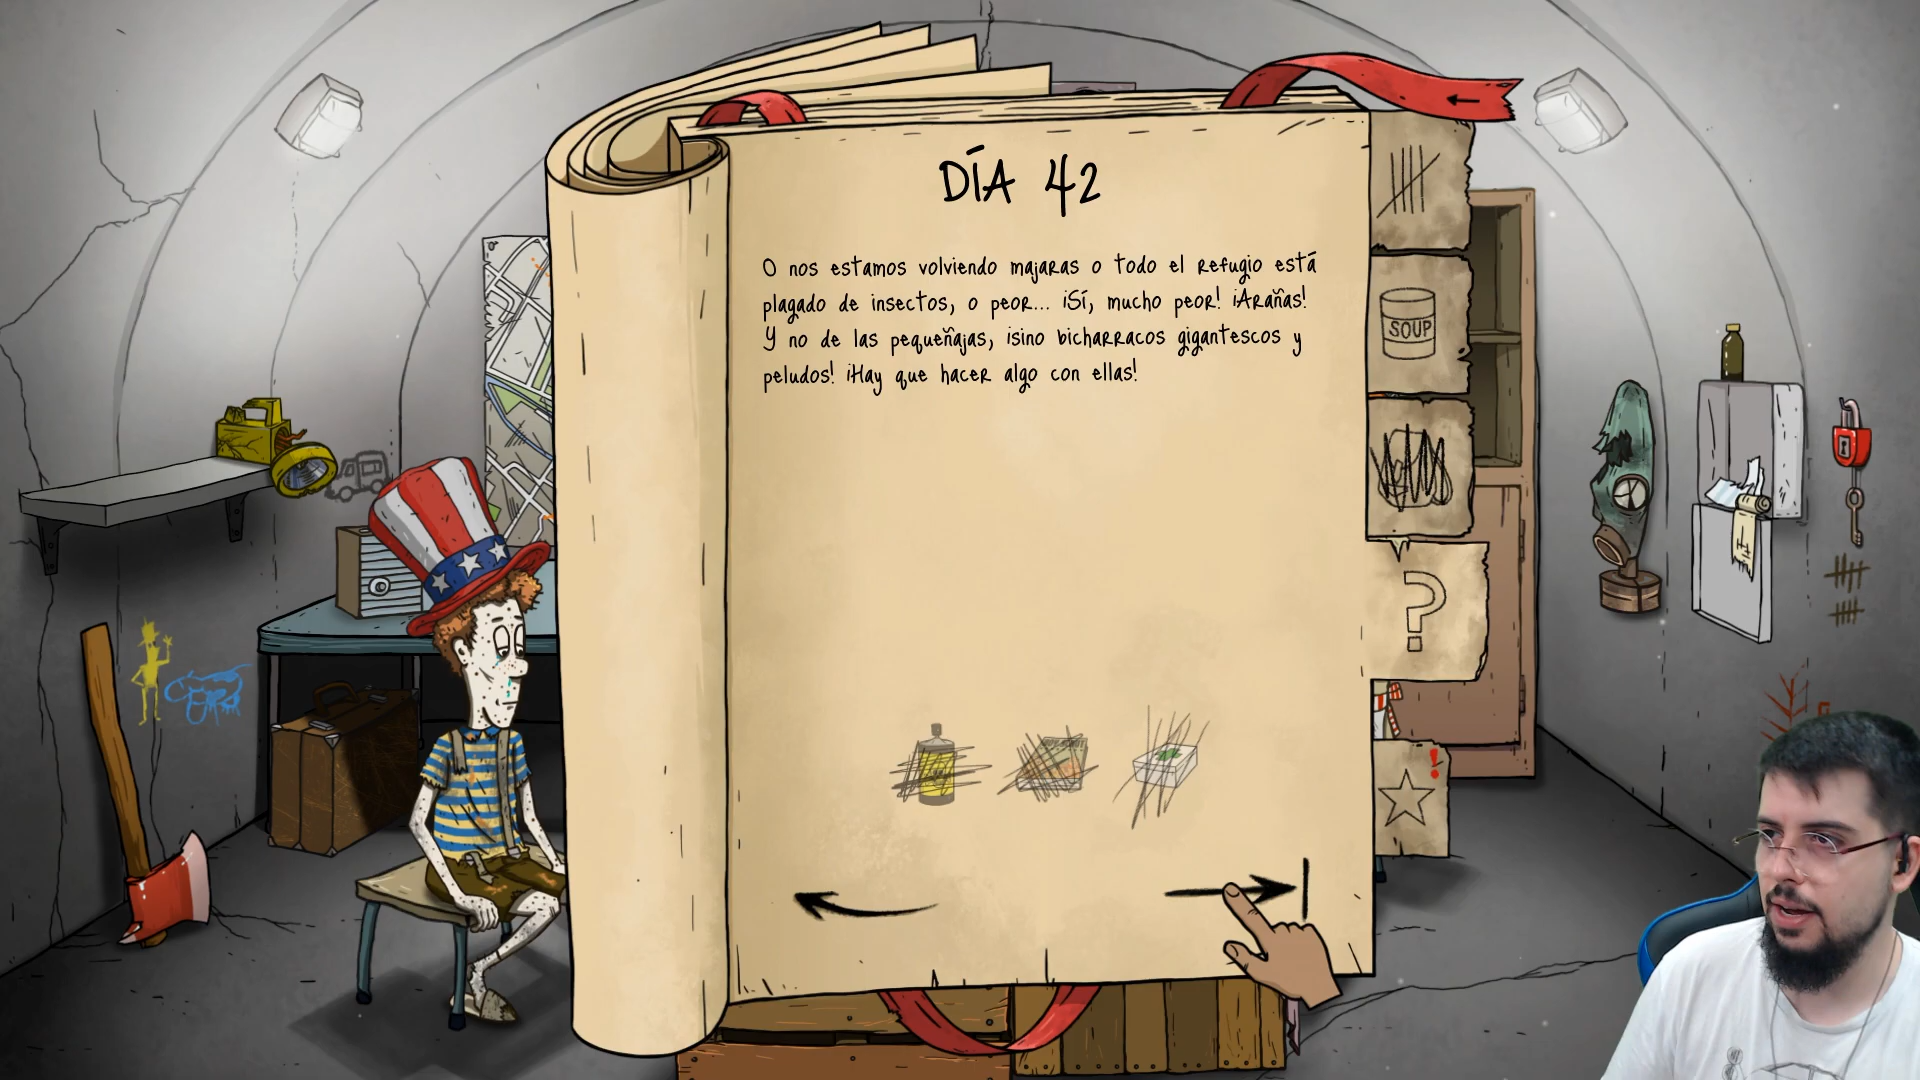 DÍA 42
O nos estamos volviendo majaras o todo el refugio está
plagado de insectos, o peor... ¡Sí, mucho peor! ¡Arañas!
Y no de las pequeñajas, ¡sino bicharracos gigantescos y
peludos! ¡Hay que hacer algo con ellas!
SOUP
?
!